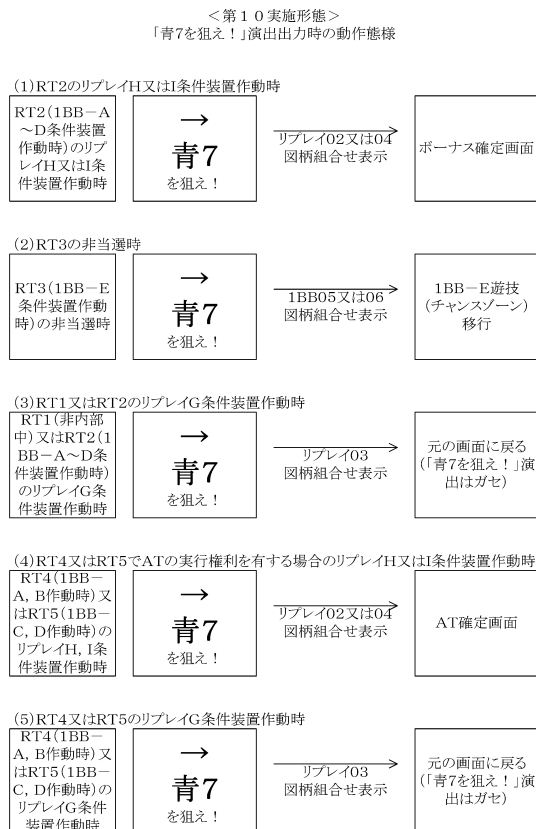 ＜第１０実施形態＞
「青7を狙え！」演出出力時の動作態様
(1)RT2のリプレイH又はI条件装置作動時
RT2(1BB－A
～D条件装置
作動時)のリプ
レイH又はI条
件装置作動時
→
青7
を狙え！
リプレイ02又は04
図柄組合せ表示
ボーナス確定画面
(2)RT3の非当選時
RT3(1BB－E
条件装置作動
時)の非当選時
→
青7
を狙え！
1BB05又は06
図柄組合せ表示
1BB－E遊技
(チャンスゾーン)
移行
(3)RT1又はRT2のリプレイG条件装置作動時
RT1(非内部
中)又はRT2(1
BB－A～D条
件装置作動時)
のリプレイG条
件装置作動時
→
青7
を狙え！
リプレイ03
図柄組合せ表示
元の画面に戻る
(「青7を狙え！」演
出はガセ)
(4)RT4又はRT5でATの実行権利を有する場合のリプレイH又はI条件装置作動時
RT4(1BB－
A, B作動時)又
はRT5(1BB－
C, D作動時)の
リプレイH, I条
件装置作動時
→
青7
を狙え！
リプレイ02又は04
図柄組合せ表示
AT確定画面
(5)RT4又はRT5のリプレイG条件装置作動時
RT4(1BB－
A, B作動時)又
はRT5(1BB－
C, D作動時)の
リプレイG条件
装置作動時
→
青7
を狙え！
リプレイ03
図柄組合せ表示
元の画面に戻る
(「青7を狙え！」演
出はガセ)